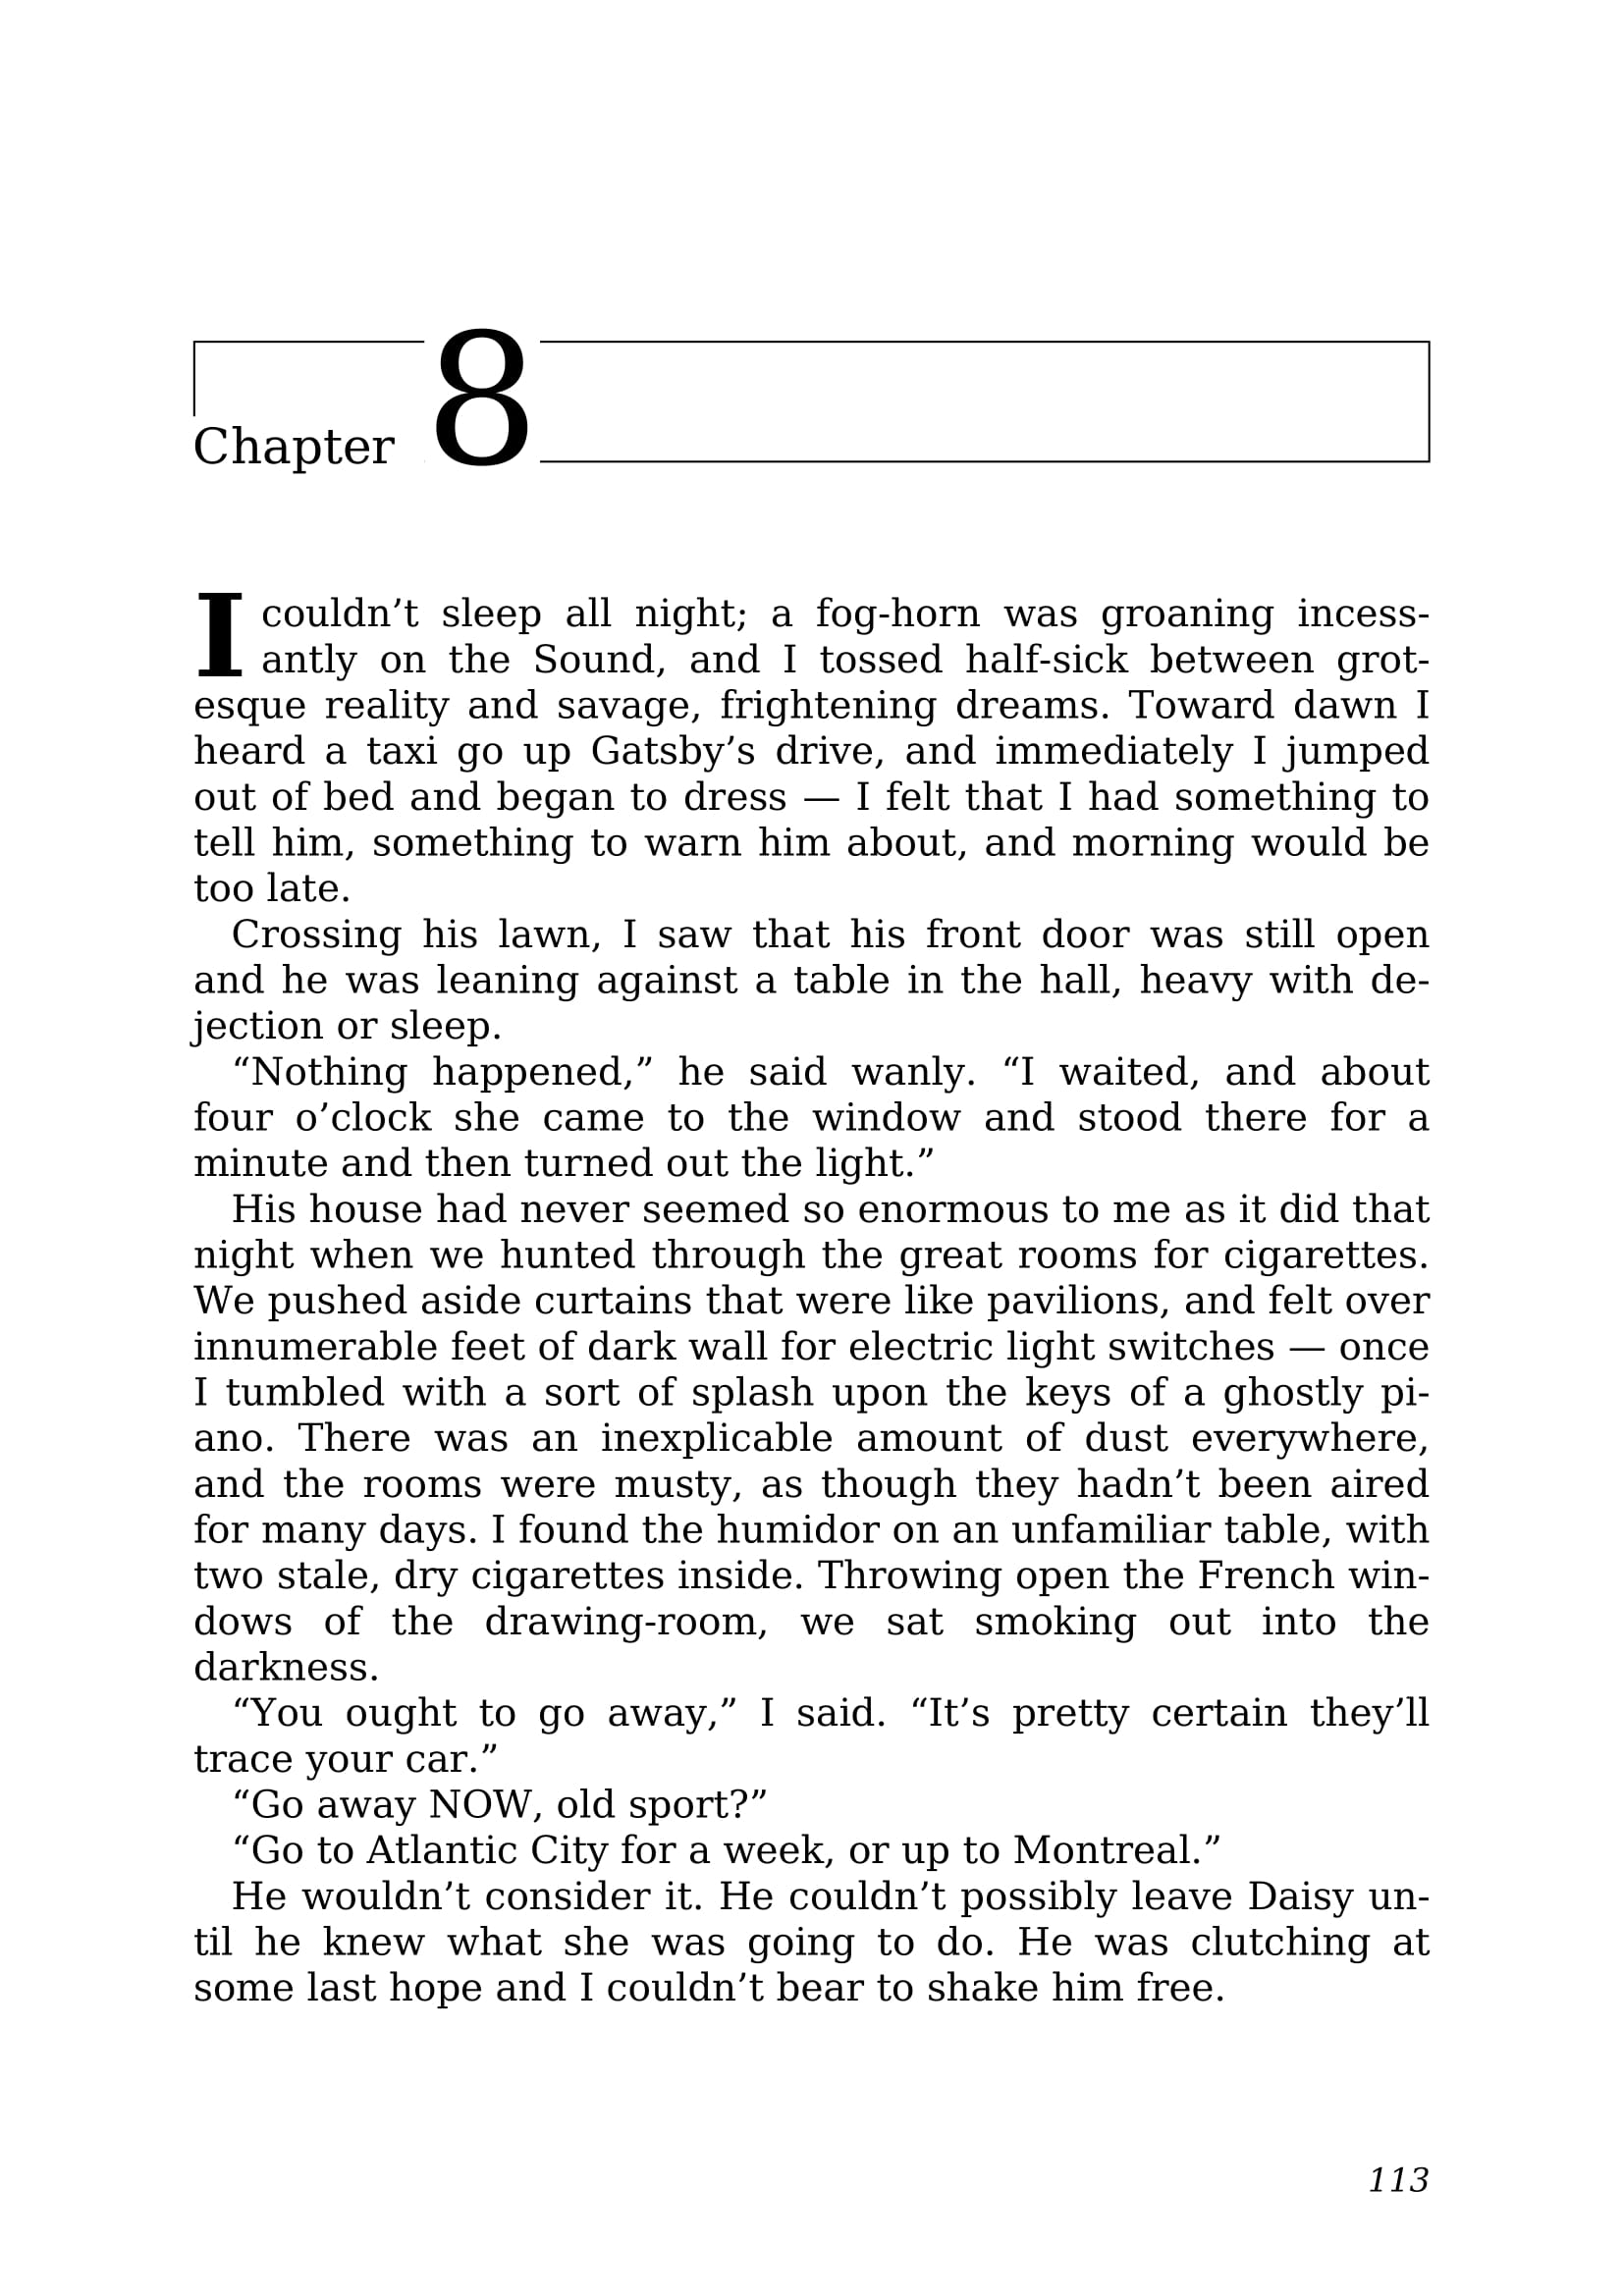 Chapter 8
I couldn’t sleep all night; a fog-horn was groaning incess-
antly on the Sound, and I tossed half-sick between grot-
esque reality and savage, frightening dreams. Toward dawn I
heard a taxi go up Gatsby’s drive, and immediately I jumped
out of bed and began to dress — I felt that I had something to
tell him, something to warn him about, and morning would be
too late.
Crossing his lawn, I saw that his front door was still open
and he was leaning against a table in the hall, heavy with de-
jection or sleep.
“Nothing happened,” he said wanly. “I waited, and about
four o’clock she came to the window and stood there for a
minute and then turned out the light.”
His house had never seemed so enormous to me as it did that
night when we hunted through the great rooms for cigarettes.
We pushed aside curtains that were like pavilions, and felt over
innumerable feet of dark wall for electric light switches — once
I tumbled with a sort of splash upon the keys of a ghostly pi-
ano. There was an inexplicable amount of dust everywhere,
and the rooms were musty, as though they hadn’t been aired
for many days. I found the humidor on an unfamiliar table, with
two stale, dry cigarettes inside. Throwing open the French win-
dows of the drawing-room, we sat smoking out into the
darkness.
“You ought to go away,” I said. “It’s pretty certain they’ll
trace your car.”
“Go away NOW, old sport?”
“Go to Atlantic City for a week, or up to Montreal.”
He wouldn’t consider it. He couldn’t possibly leave Daisy un-
til he knew what she was going to do. He was clutching at
some last hope and I couldn’t bear to shake him free.
113